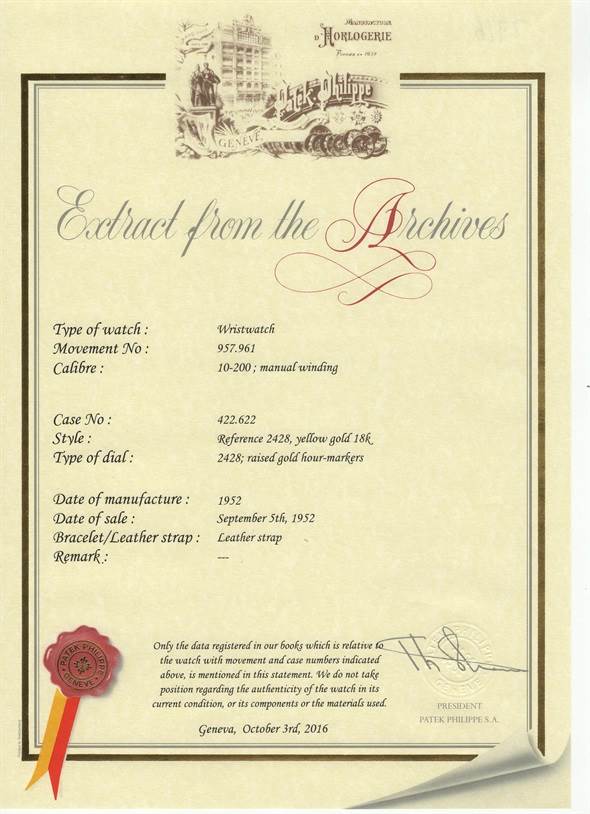 MANUFACTURE
D'HORLOGERIE
FONDÉE EN 1839
Patek Philippe
GENÈVE
Extract from the Archives
Type of watch : Wristwatch
Movement No : 957.961
Calibre : 10-200 ; manual winding
Case No : 422.622
Style : Reference 2428, yellow gold 18k
Type of dial : 2428; raised gold hour-markers
Date of manufacture : 1952
Date of sale : September 5th, 1952
Bracelet/Leather strap : Leather strap
Remark : ---
Only the data registered in our books which is relative to
the watch with movement and case numbers indicated
above, is mentioned in this statement. We do not take
position regarding the authenticity of the watch in its
current condition, or its components or the materials used.
Geneva, October 3rd, 2016
PATEK PHILIPPE
GENEVE
GENEVE
PRESIDENT
PATEK PHILIPPE S.A.